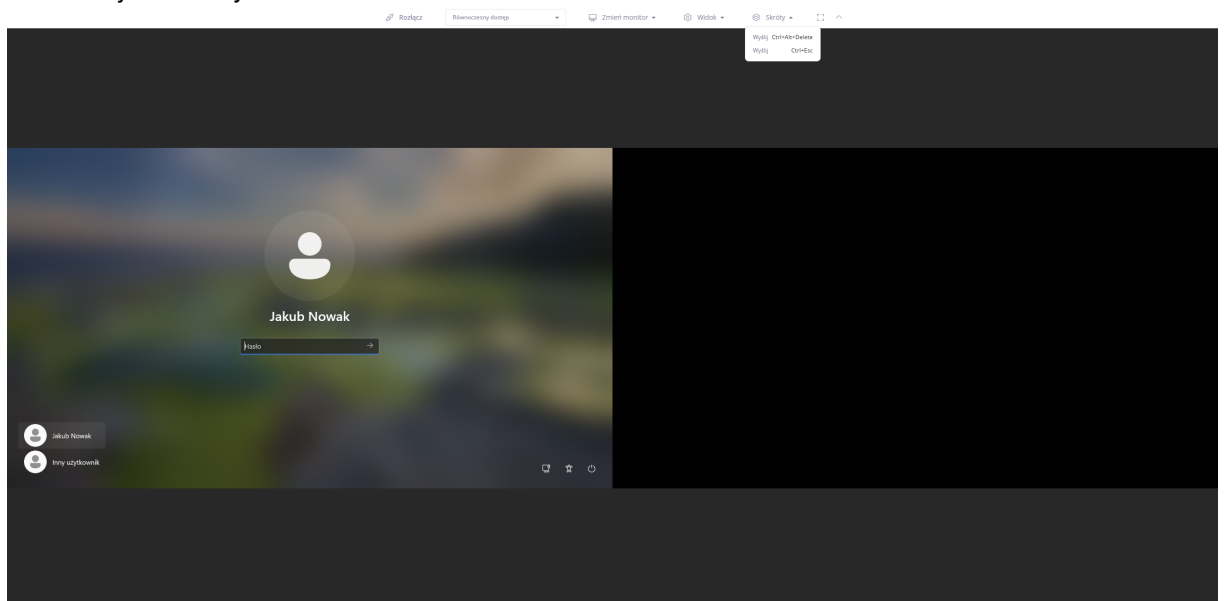 Rozłącz
Równoczesny dostęp
Zmień monitor
Widok
Skróty
Wyślij Ctrl+Alt+Delete
Wyślij Ctrl+Esc
Jakub Nowak
Hasło
Jakub Nowak
Inny użytkownik